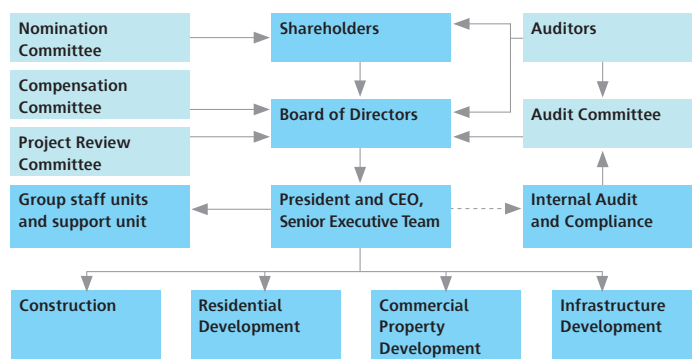 Nomination
Committee
Shareholders
Auditors
Compensation
Committee
Board of Directors
Audit Committee
Project Review
Committee
Group staff units
and support unit
President and CEO,
Senior Executive Team
Internal Audit
and Compliance
Construction
Residential
Development
Commercial
Property
Development
Infrastructure
Development